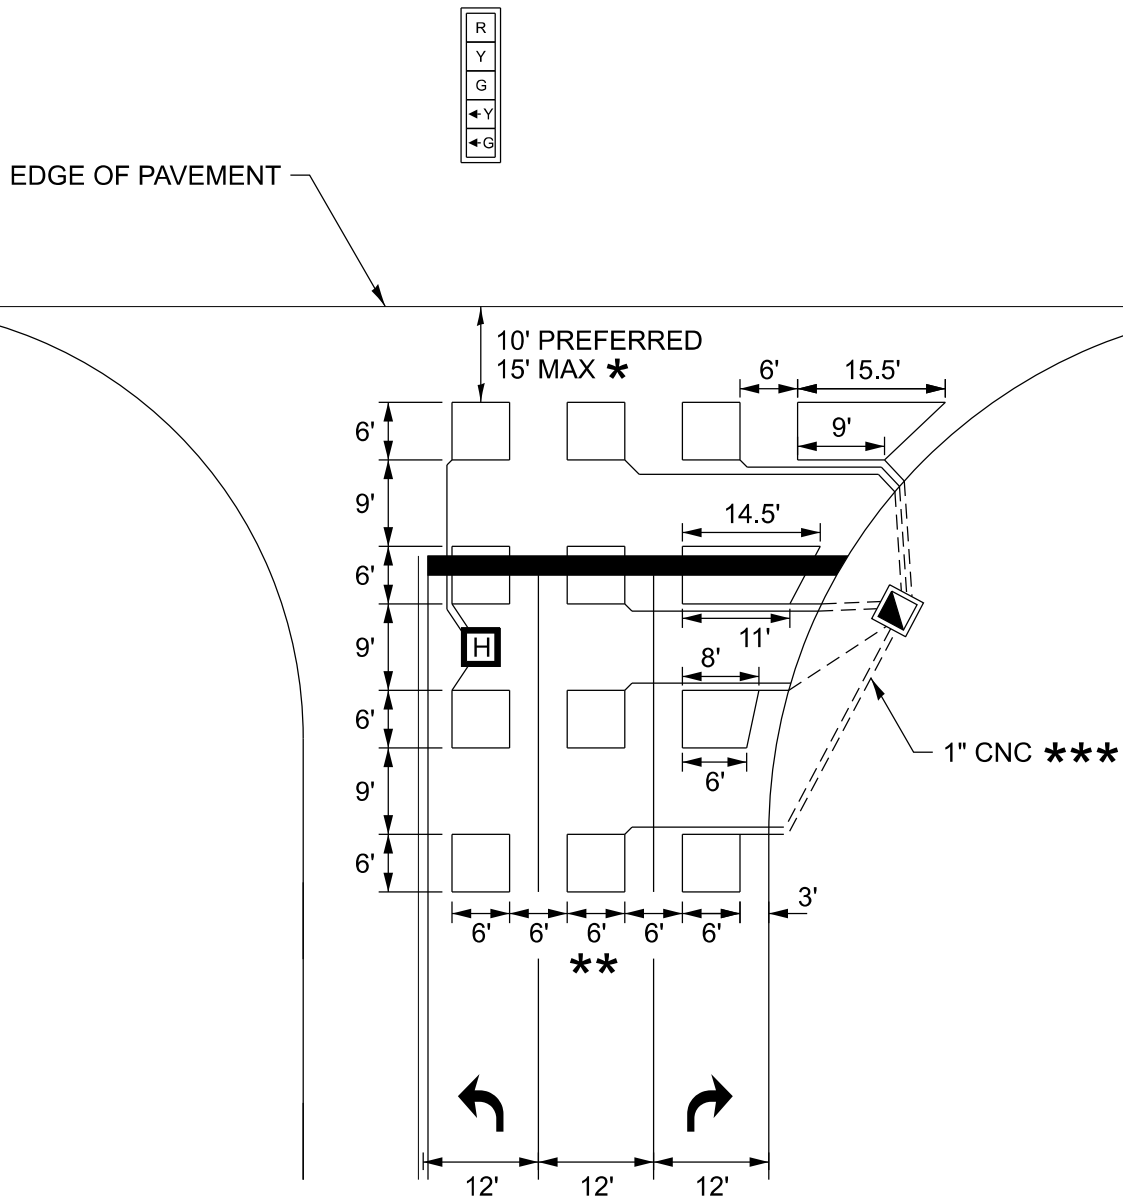 R
Y
G
←Y
←G
EDGE OF PAVEMENT
10' PREFERRED
15' MAX *
6'
15.5'
9'
6'
9'
14.5'
6'
11'
9'
H
8'
6'
6'
1" CNC ***
9'
6'
3'
6' 6' 6' 6' 6'
**
12' 12' 12'